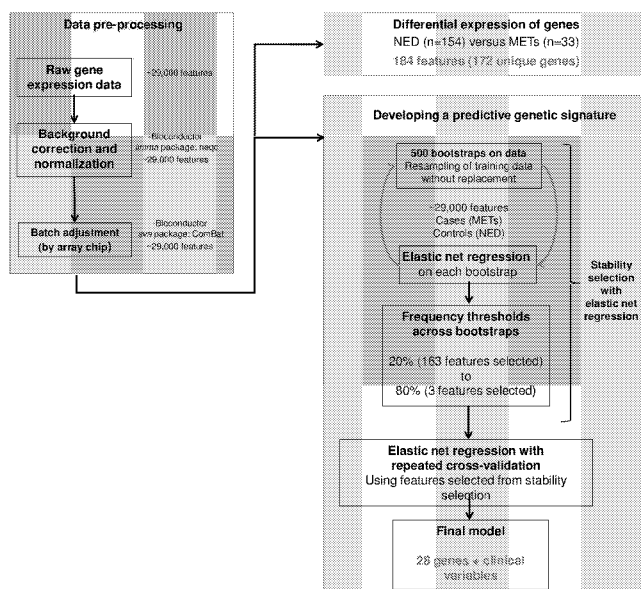 Data pre-processing
Raw gene
expression data
~29,000 features
Background
correction and
normalization
Bioconductor
package: neqc
~29,000 features
Batch adjustment
(by array chip)
Bioconductor
sva package: ComBat
~29,000 features
Differential expression of genes
NED (n=154) versus METs (n=33)
184 features (172 unique genes)
Developing a predictive genetic signature
500 bootstraps on data
Resampling of training data
without replacement
~29,000 features
Cases (METs)
Controls (NED)
Elastic net regression
on each bootstrap
Frequency thresholds
across bootstraps
20% (163 features selected)
to
80% (3 features selected)
Stability
selection
with
elastic net
regression
Elastic net regression with
repeated cross-validation
Using features selected from stability
selection
Final model
28 genes + clinical
variables